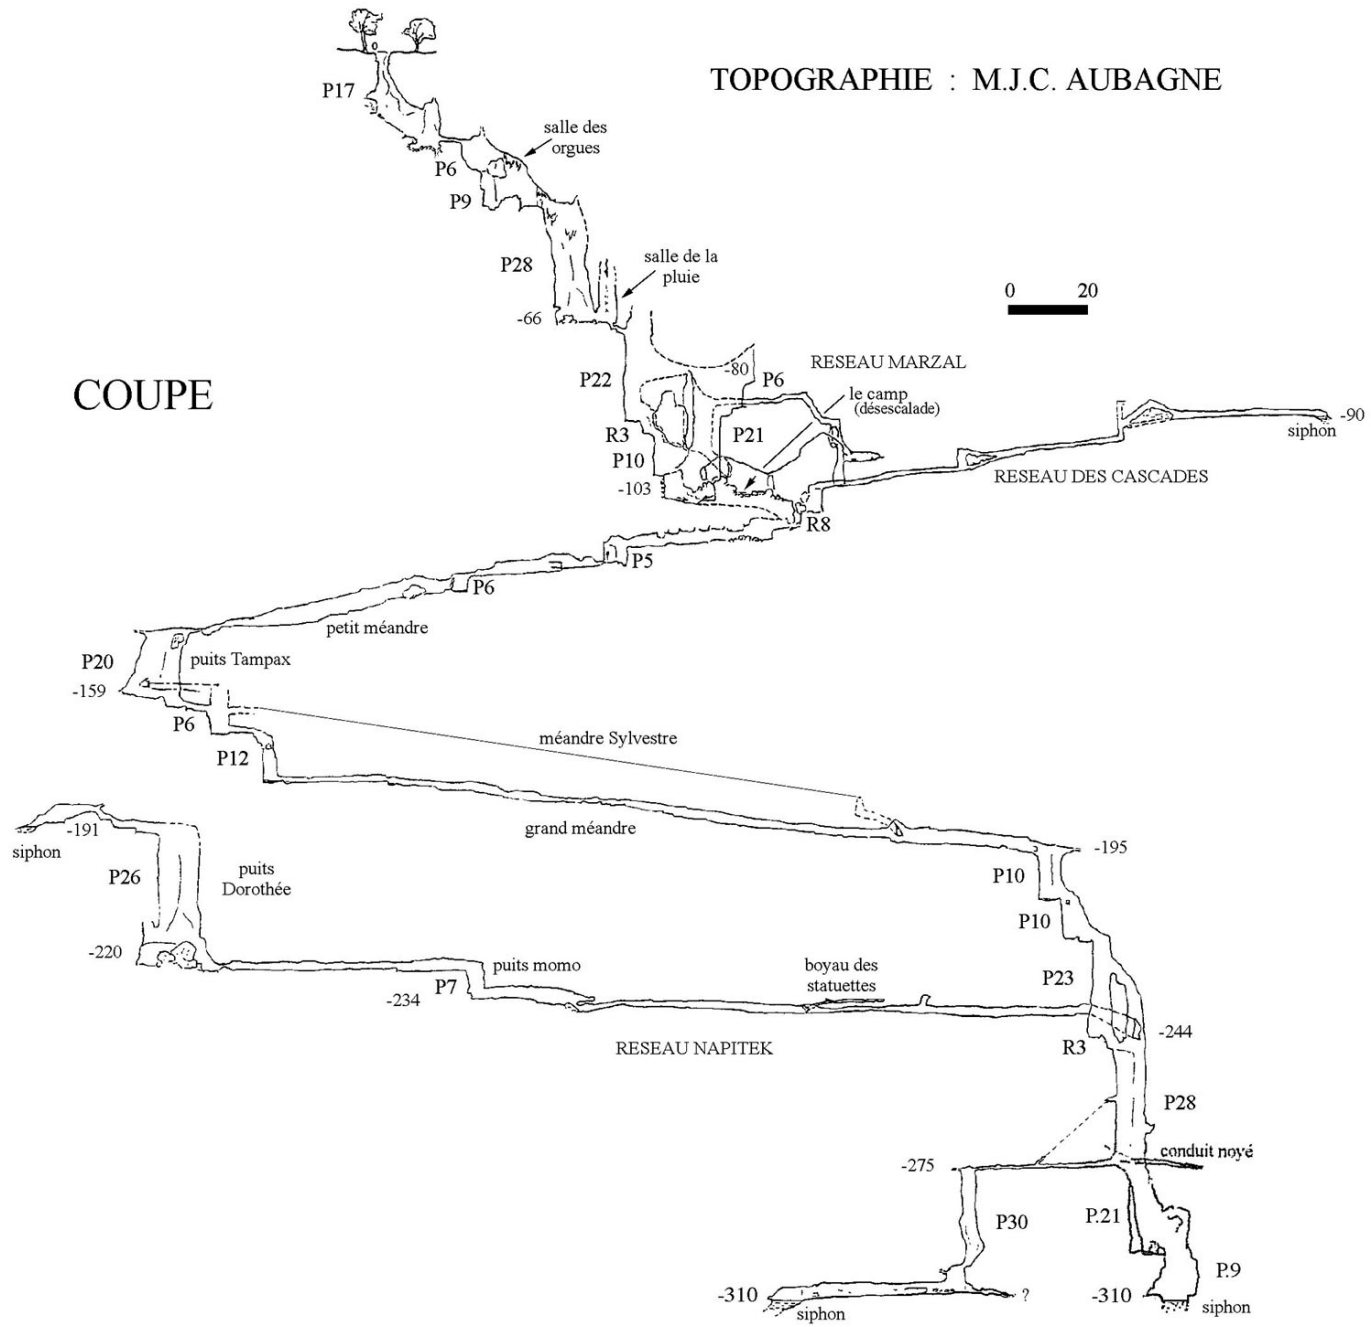 TOPOGRAPHIE : M.J.C. AUBAGNE
P17
salle des
orgues
P6
P9
P28
salle de la
pluie
0 20
-66
COUPE
-80
RESEAU MARZAL
P22
P6
le camp
(désescalade)
R3
P21
-90
siphon
P10
-103
RESEAU DES CASCADES
R8
P5
P6
petit méandre
P20
puits Tampax
-159
P6
P12
méandre Sylvestre
grand méandre
-191
siphon
-195
P26
puits
Dorothée
P10
P10
-220
puits momo
boyau des
statuettes
P7
-234
P23
-244
RESEAU NAPITEK
R3
P28
conduit noyé
-275
P30
P.21
P.9
-310
siphon
?
-310
siphon